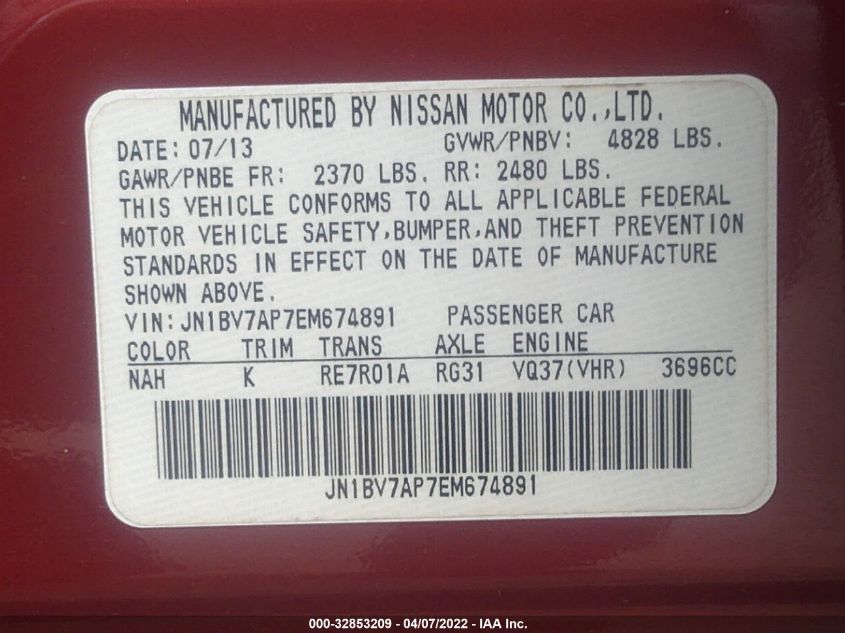 MANUFACTURED BY NISSAN MOTOR CO.,LTD.
DATE: 07/13 GVWR/PNBV: 4828 LBS.
GAWR/PNBE FR: 2370 LBS. RR: 2480 LBS.
THIS VEHICLE CONFORMS TO ALL APPLICABLE FEDERAL
MOTOR VEHICLE SAFETY,BUMPER,AND THEFT PREVENTION
STANDARDS IN EFFECT ON THE DATE OF MANUFACTURE
SHOWN ABOVE.
VIN: JN1BV7AP7EM674891 PASSENGER CAR
COLOR TRIM TRANS AXLE ENGINE
NAH K RE7R01A RG31 VQ37(VHR) 3696CC
JN1BV7AP7EM674891
000-32853209 - 04/07/2022 - IAA Inc.